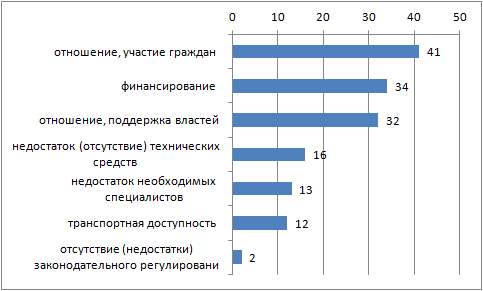 0 10 20 30 40 50
отношение, участие граждан 41
финансирование 34
отношение, поддержка властей 32
недостаток (отсутствие) технических
средств 16
недостаток необходимых
специалистов 13
транспортная доступность 12
отсутствие (недостатки)
законодательного регулировани 2